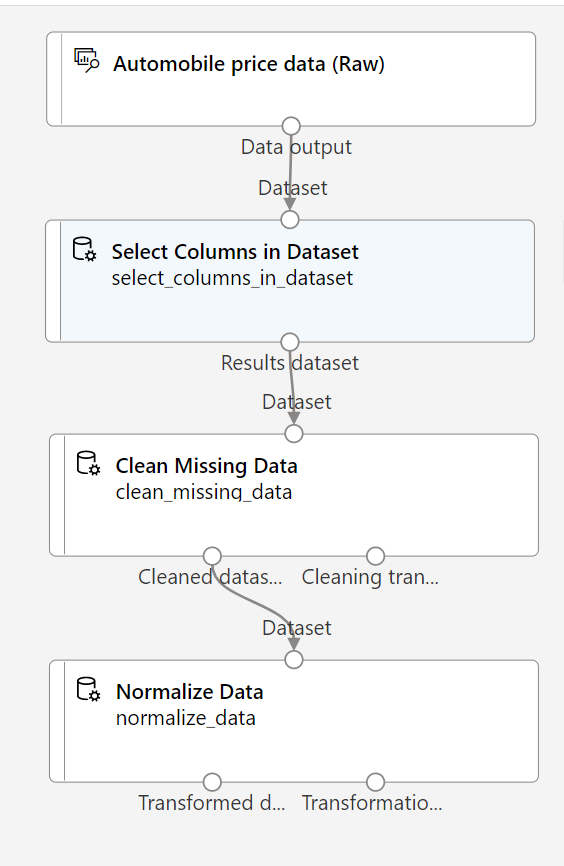 Automobile price data (Raw)
Data output
Dataset
Select Columns in Dataset
select_columns_in_dataset
Results dataset
Dataset
Clean Missing Data
clean_missing_data
Cleaned datas... Cleaning tran...
Dataset
Normalize Data
normalize_data
Transformed d... Transformatio...